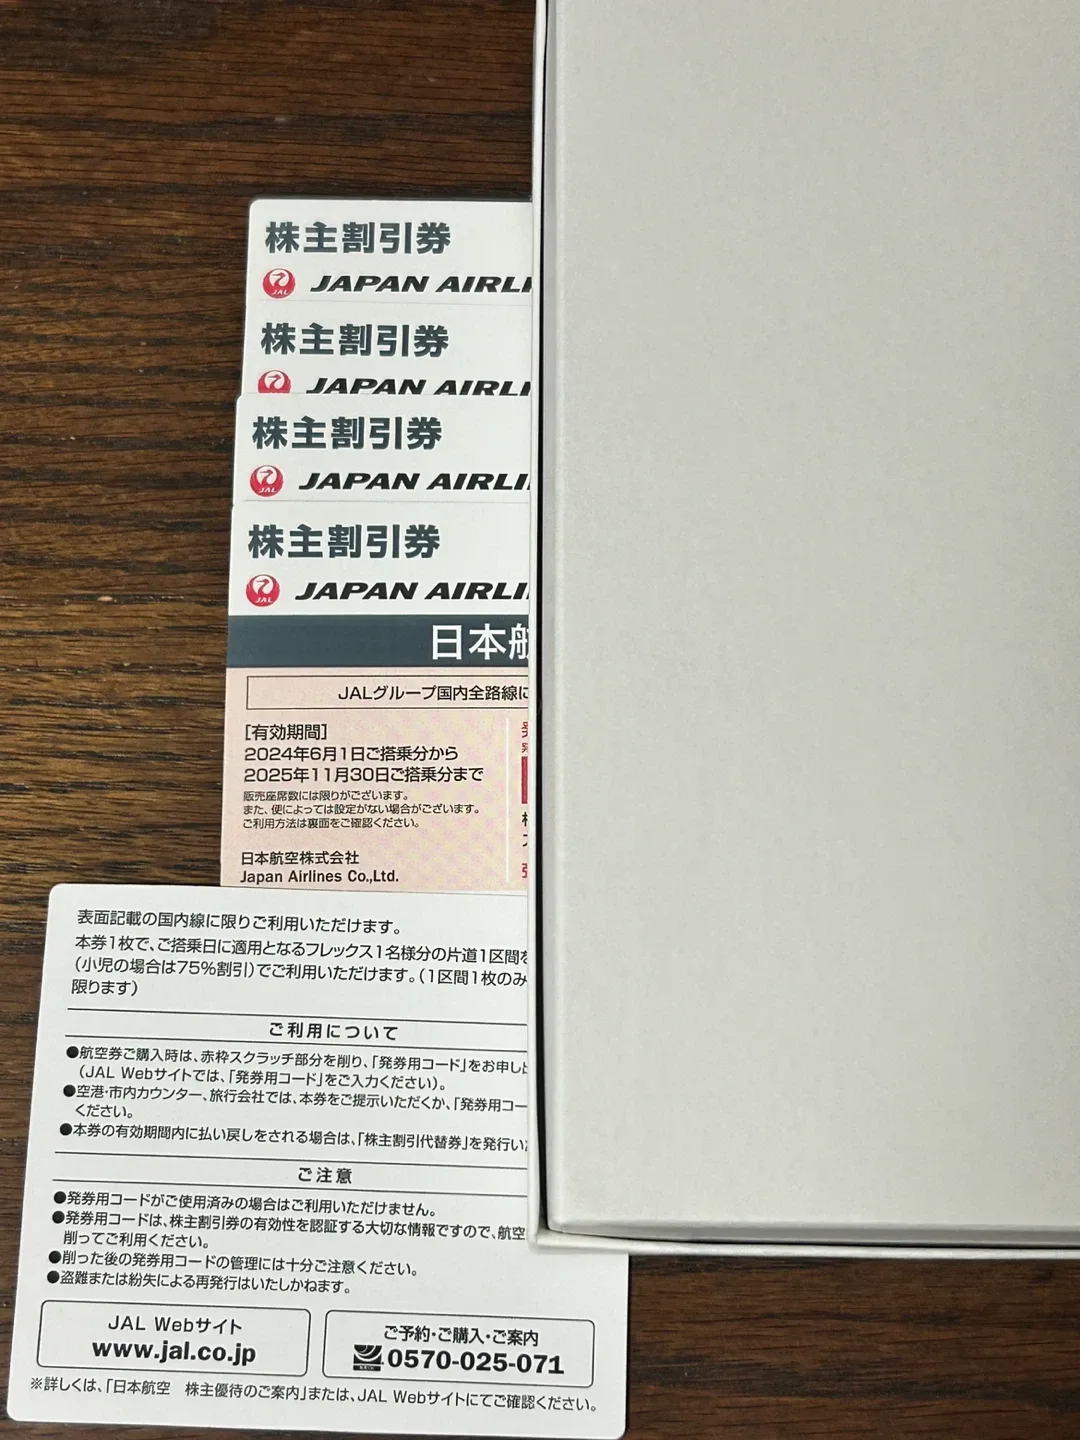 株主割引券
JAL JAPAN AIRLI
株主割引券
JAPAN AIRLI
株主割引券
JAL JAPAN AIRLI
株主割引券
JAL JAPAN AIRLI
日本航
JALグループ国内全路線に
[有効期間]
2024年6月1日ご搭乗分から
2025年11月30日ご搭乗分まで
販売座席数には限りがございます。
また、便によっては設定がない場合がございます。
ご利用方法は裏面をご確認ください。
日本航空株式会社
Japan Airlines Co.,Ltd.
表面記載の国内線に限りご利用いただけます。
本券1枚で、ご搭乗日に適用となるフレックス1名様分の片道1区間を
(小児の場合は75%割引)でご利用いただけます。(1区間1枚のみ
限ります)
ご利用について
●航空券ご購入時は、赤枠スクラッチ部分を削り、「発券用コード」をお申し出
(JAL Webサイトでは、「発券用コード」をご入力ください)。
●空港・市内カウンター、旅行会社では、本券をご提示いただくか、「発券用コー
ください。
●本券の有効期間内に払い戻しをされる場合は、「株主割引代替券」を発行い
ご注意
●発券用コードがご使用済みの場合はご利用いただけません。
●発券用コードは、株主割引券の有効性を認証する大切な情報ですので、航空
削ってご利用ください。
●削った後の発券用コードの管理には十分ご注意ください。
●盗難または紛失による再発行はいたしかねます。
JAL Webサイト
www.jal.co.jp
ご予約・ご購入・ご案内
0570-025-071
※詳しくは、「日本航空 株主優待のご案内」または、JAL Webサイトにてご確認ください。